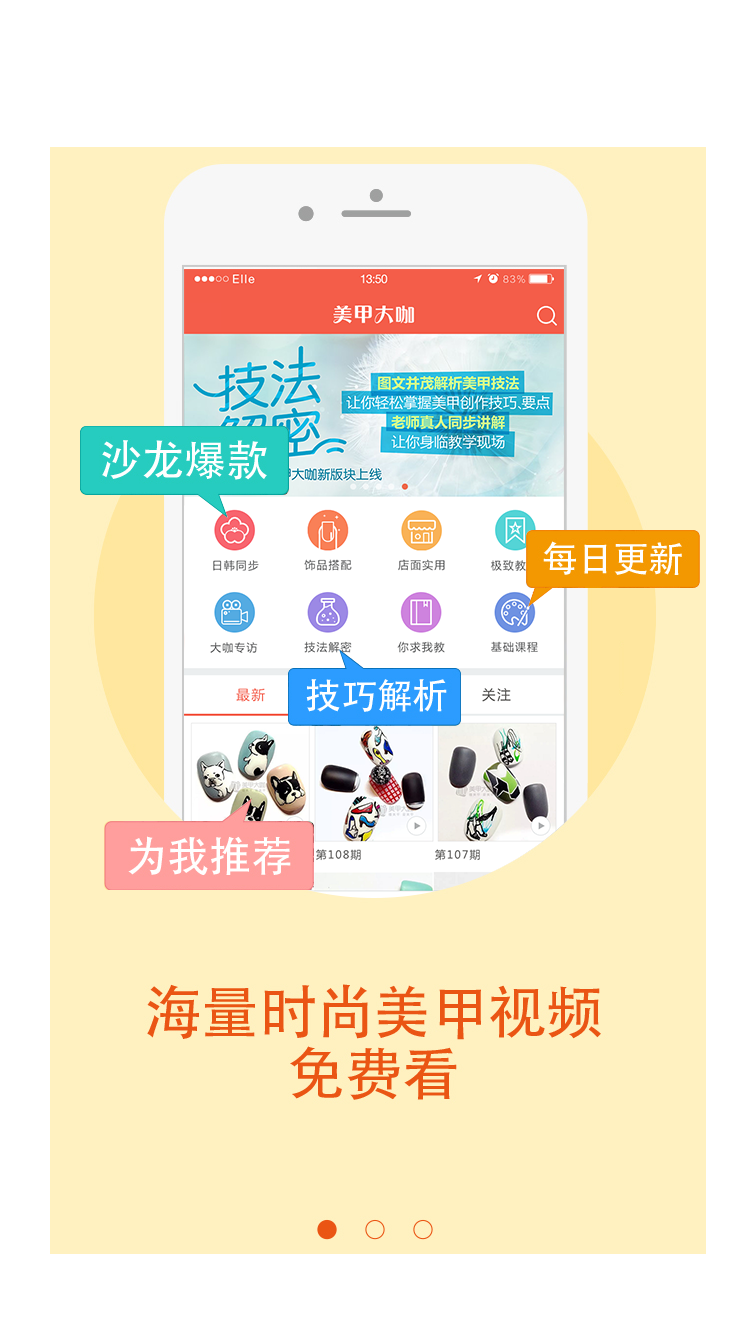 Elle
13:50
83%
美甲大咖
技法
解密
图文并茂解析美甲技法
让你轻松掌握美甲创作技巧、要点
老师真人同步讲解
让你身临教学现场
甲大咖新版块上线
沙龙爆款
日韩同步
饰品搭配
店面实用
极致教
每日更新
大咖专访
技法解密
你求我教
基础课程
最新
技巧解析
关注
为我推荐
第108期
第107期
海量时尚美甲视频
免费看